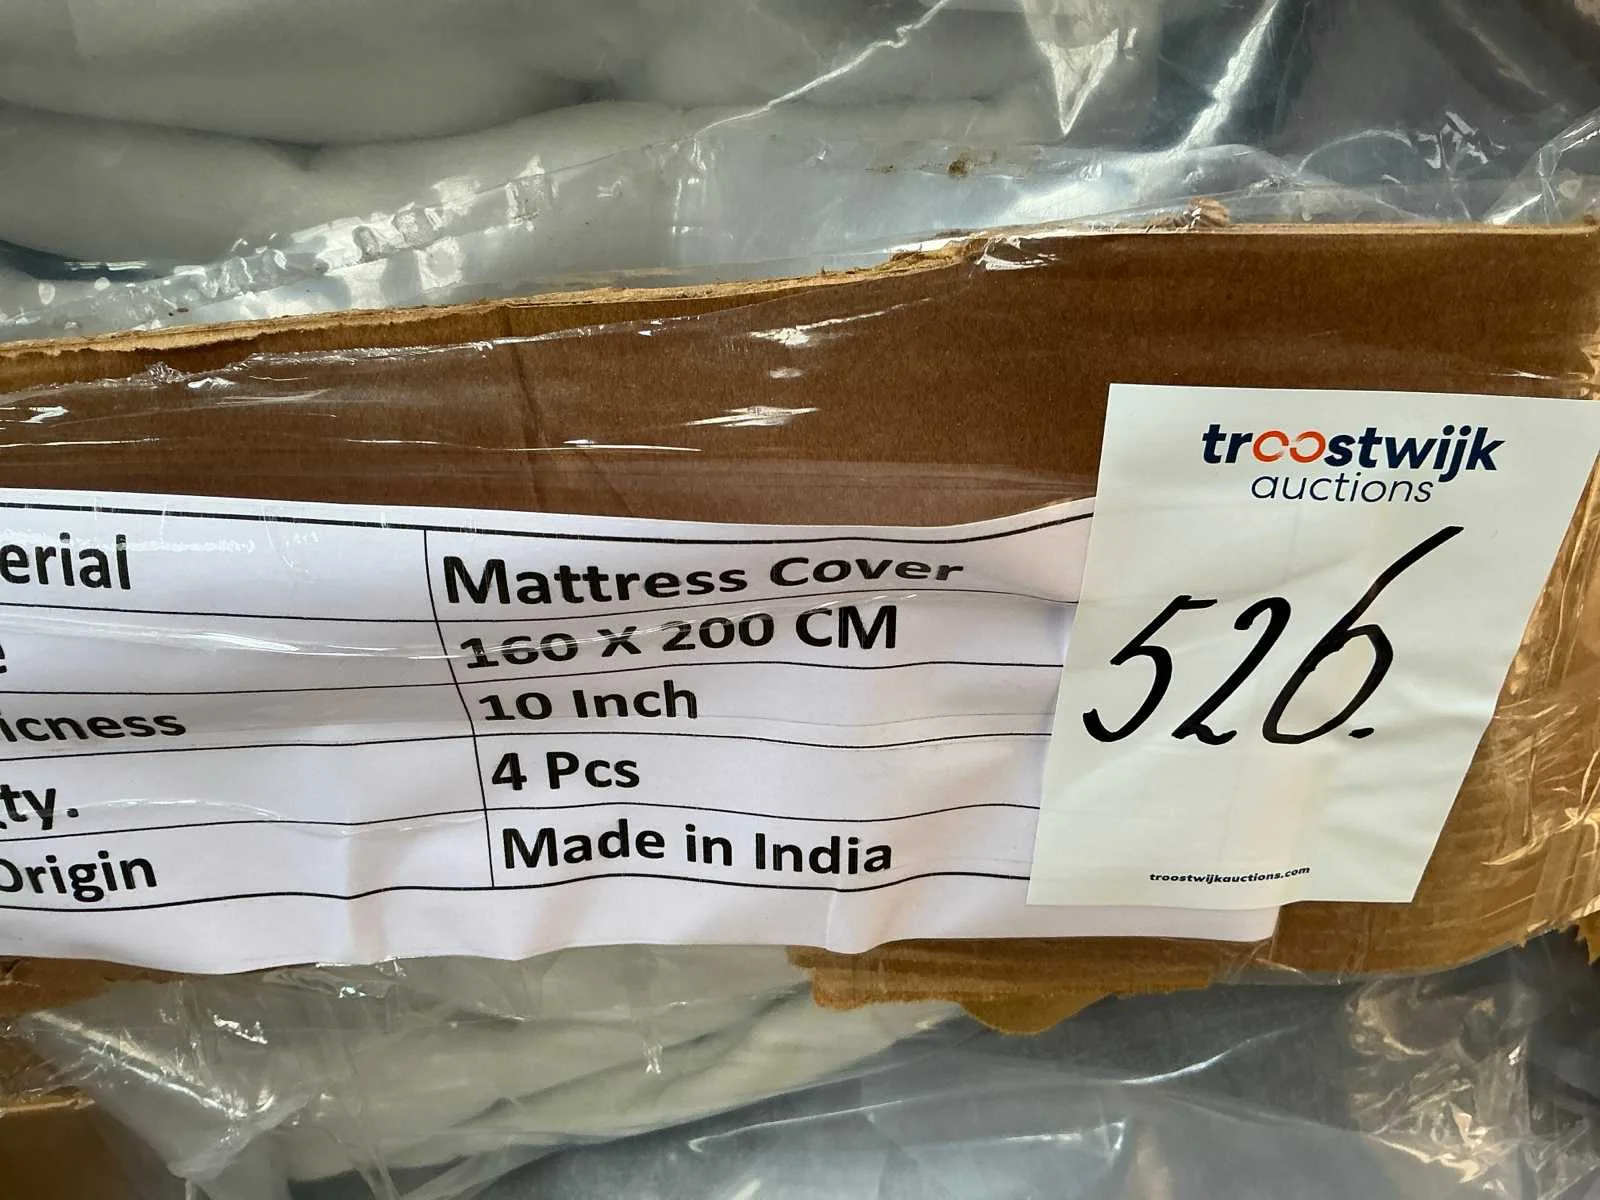 troostwijk
auctions
526.
troostwijkauctions.com
erial Mattress Cover
160 X 200 CM
icness 10 Inch
ty. 4 Pcs
Origin Made in India